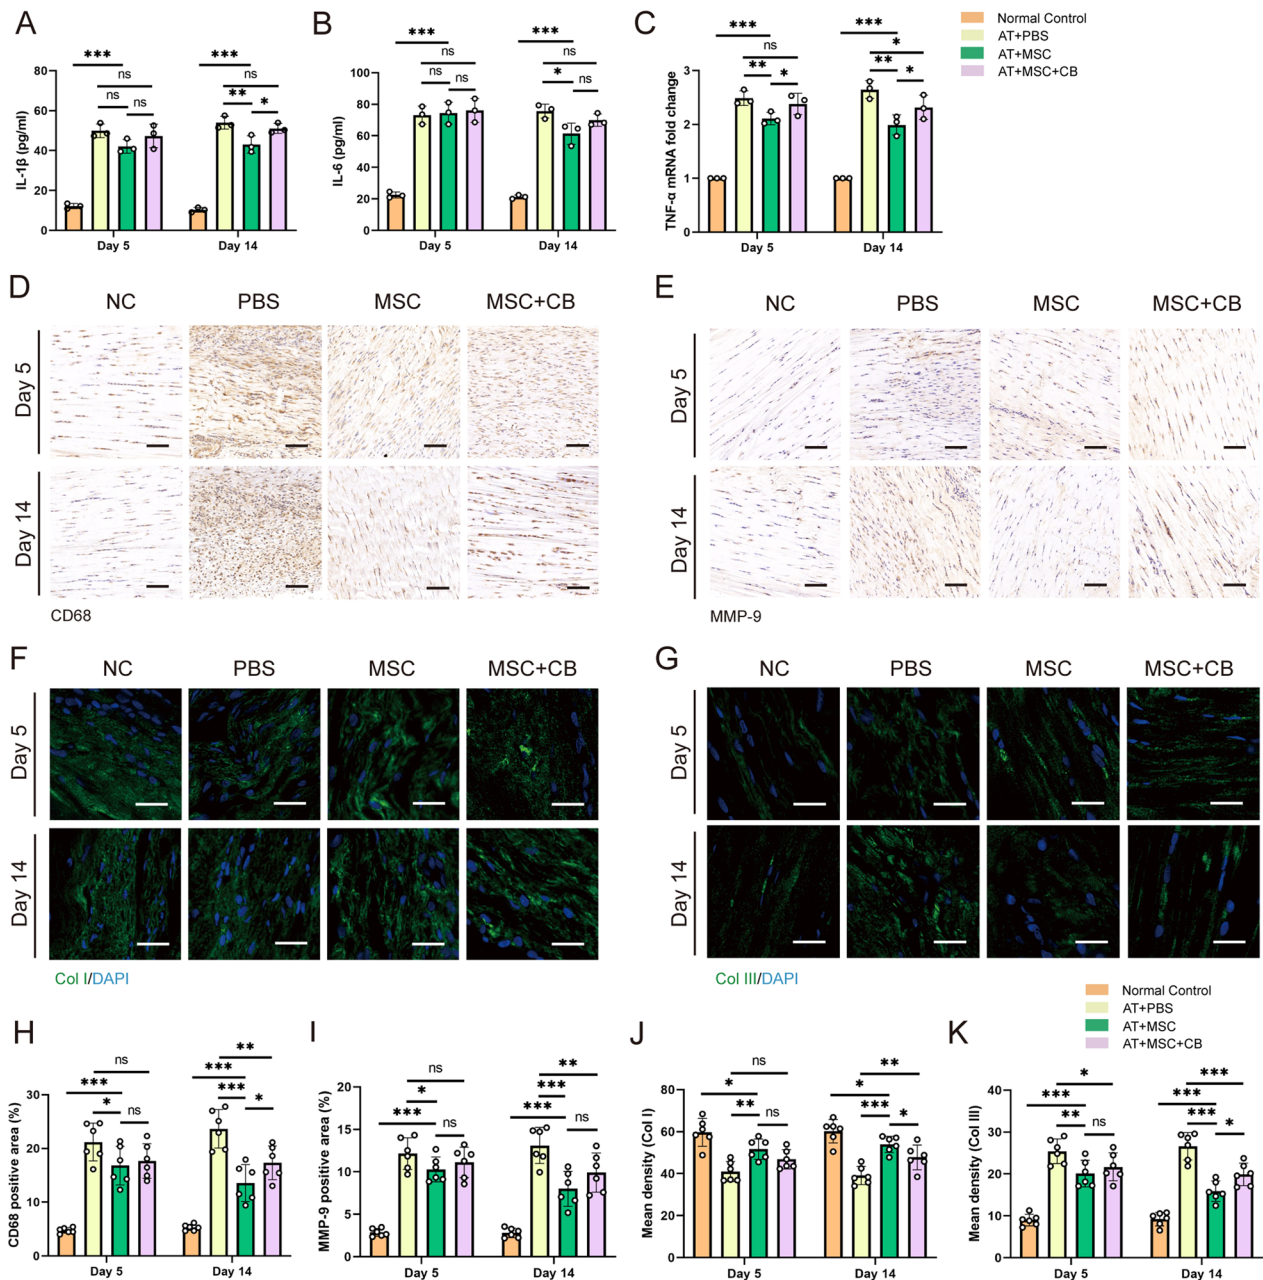 A
***
ns
ns
ns
***
ns
**
*
80
60
40
20
0
IL-1β (pg/ml)
Day 5
Day 14
B
***
ns
ns
ns
***
ns
*
ns
100
80
60
40
20
0
IL-6 (pg/ml)
Day 5
Day 14
C
***
ns
**
*
***
*
**
*
3
2
1
0
TNF-α mRNA fold change
Day 5
Day 14
Normal Control
AT+PBS
AT+MSC
AT+MSC+CB
D
NC PBS MSC MSC+CB
Day 5
Day 14
CD68
E
NC PBS MSC MSC+CB
Day 5
Day 14
MMP-9
F
NC PBS MSC MSC+CB
Day 5
Day 14
Col I/DAPI
G
NC PBS MSC MSC+CB
Day 5
Day 14
Col III/DAPI
Normal Control
AT+PBS
AT+MSC
AT+MSC+CB
H
ns
***
*
ns
**
***
***
*
30
20
10
0
CD68 positive area (%)
Day 5
Day 14
I
ns
*
***
ns
**
***
***
ns
20
15
10
5
0
MMP-9 positive area (%)
Day 5
Day 14
J
ns
*
**
ns
**
*
***
*
80
60
40
20
0
Mean density (Col I)
Day 5
Day 14
K
*
***
**
ns
***
***
***
*
40
30
20
10
0
Mean density (Col III)
Day 5
Day 14